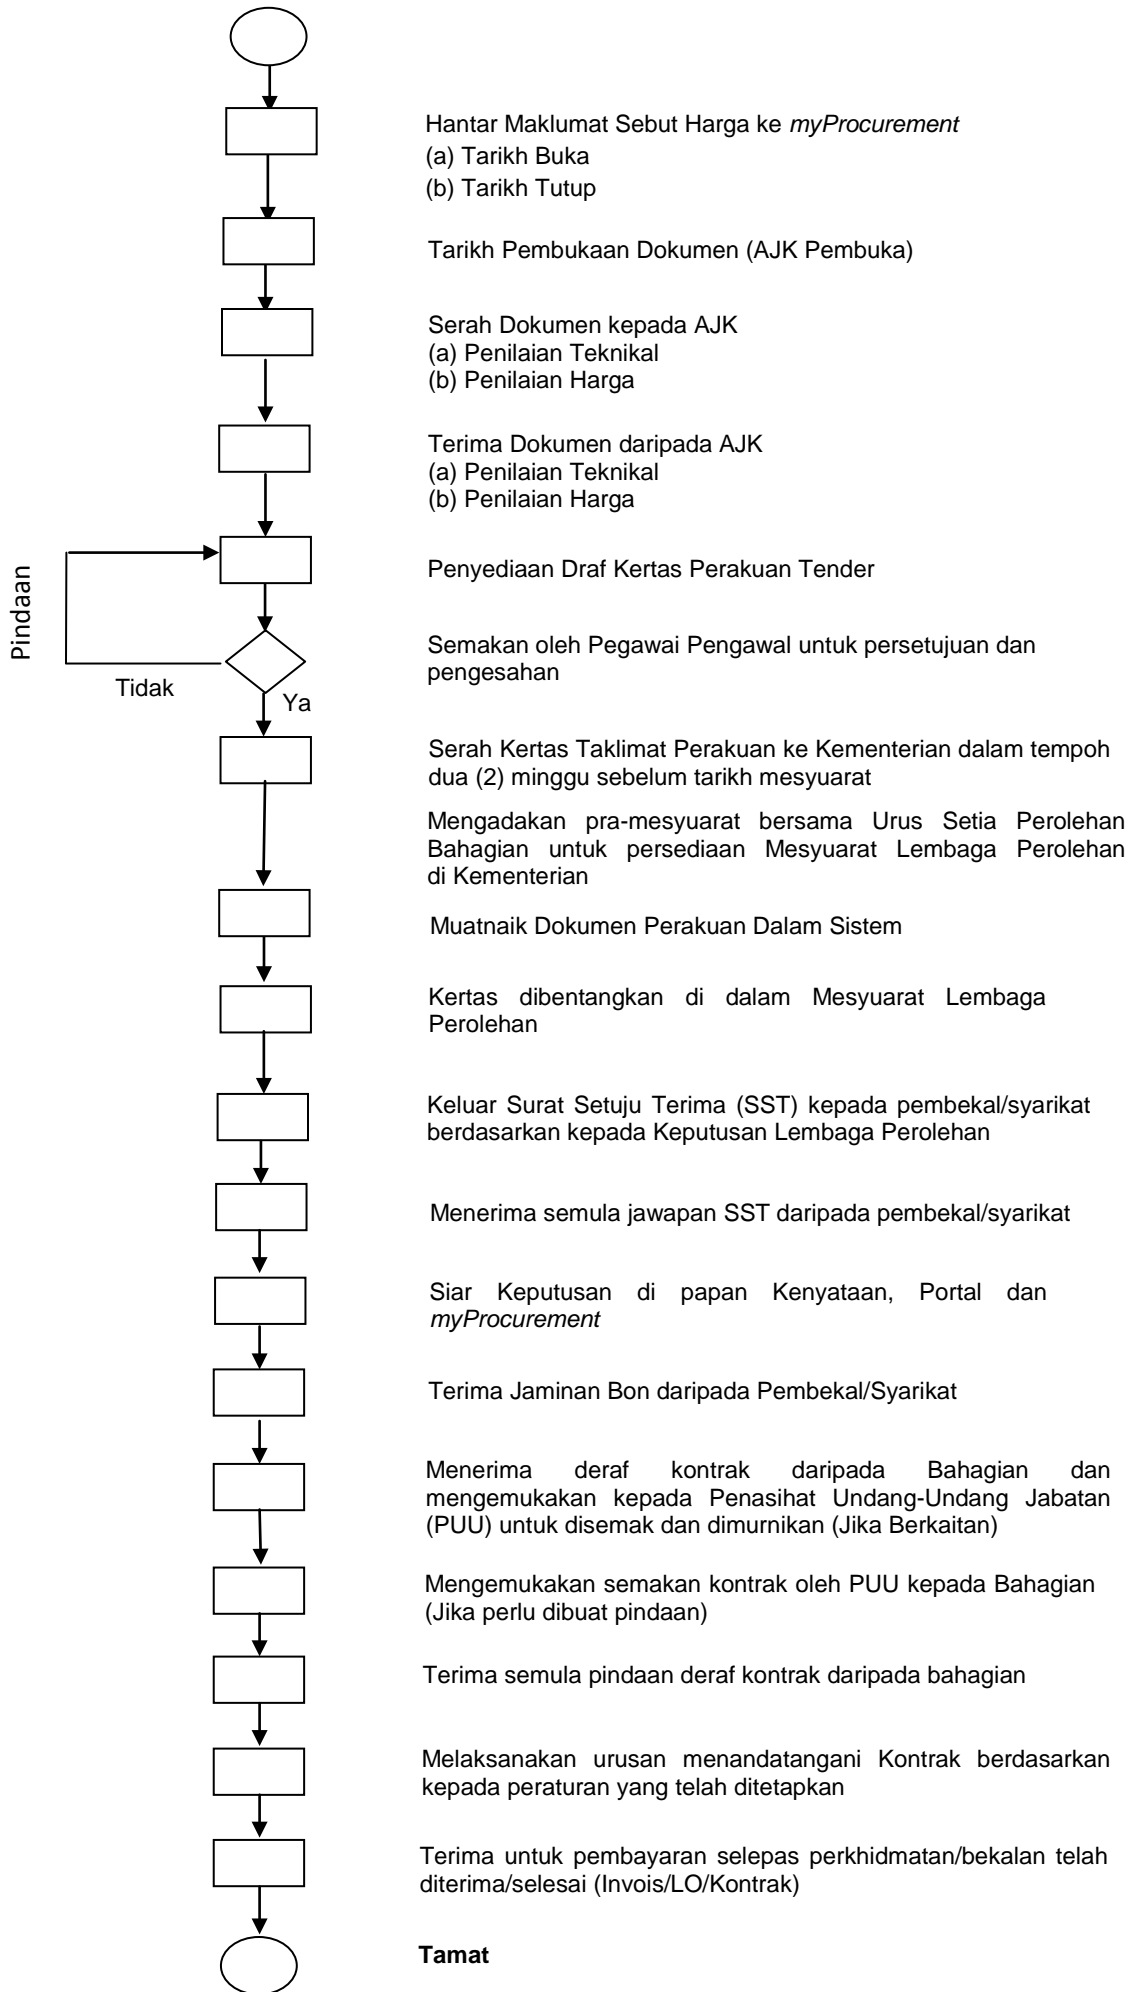 Hantar Maklumat Sebut Harga ke myProcurement
(a) Tarikh Buka
(b) Tarikh Tutup
Tarikh Pembukaan Dokumen (AJK Pembuka)
Serah Dokumen kepada AJK
(a) Penilaian Teknikal
(b) Penilaian Harga
Terima Dokumen daripada AJK
(a) Penilaian Teknikal
(b) Penilaian Harga
Pindaan
Penyediaan Draf Kertas Perakuan Tender
Semakan oleh Pegawai Pengawal untuk persetujuan dan
pengesahan
Tidak
Ya
Serah Kertas Taklimat Perakuan ke Kementerian dalam tempoh
dua (2) minggu sebelum tarikh mesyuarat
Mengadakan pra-mesyuarat bersama Urus Setia Perolehan
Bahagian untuk persediaan Mesyuarat Lembaga Perolehan
di Kementerian
Muatnaik Dokumen Perakuan Dalam Sistem
Kertas dibentangkan di dalam Mesyuarat Lembaga
Perolehan
Keluar Surat Setuju Terima (SST) kepada pembekal/syarikat
berdasarkan kepada Keputusan Lembaga Perolehan
Menerima semula jawapan SST daripada pembekal/syarikat
Siar Keputusan di papan Kenyataan, Portal dan
myProcurement
Terima Jaminan Bon daripada Pembekal/Syarikat
Menerima deraf kontrak daripada Bahagian dan
mengemukakan kepada Penasihat Undang-Undang Jabatan
(PUU) untuk disemak dan dimurnikan (Jika Berkaitan)
Mengemukakan semakan kontrak oleh PUU kepada Bahagian
(Jika perlu dibuat pindaan)
Terima semula pindaan deraf kontrak daripada bahagian
Melaksanakan urusan menandatangani Kontrak berdasarkan
kepada peraturan yang telah ditetapkan
Terima untuk pembayaran selepas perkhidmatan/bekalan telah
diterima/selesai (Invois/LO/Kontrak)
Tamat